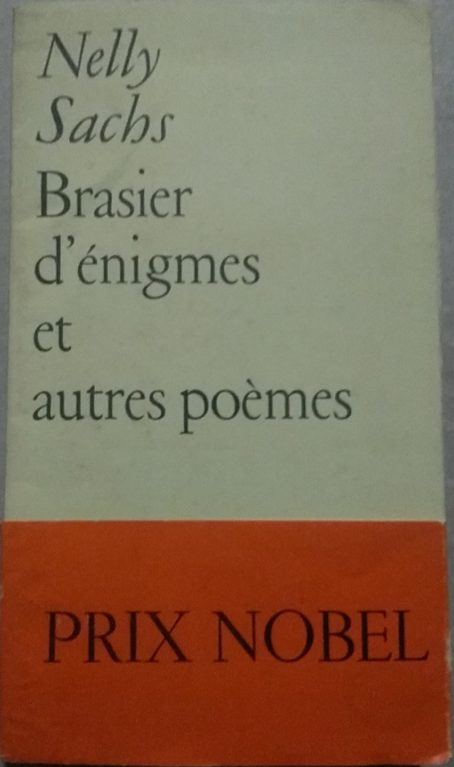 Nelly
Sachs
Brasier
d'énigmes
et
autres poèmes
PRIX NOBEL